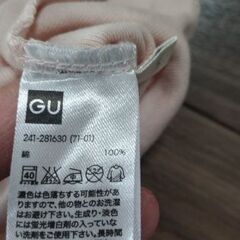 GU
241-281630 (71-01)
綿 100%
40
濃色は色落ちする可能性があり
ますので、他の物とのお洗濯
はお避け下さい。生成り・淡色
には蛍光増白剤の入っていな
い洗剤をご使用下さい。